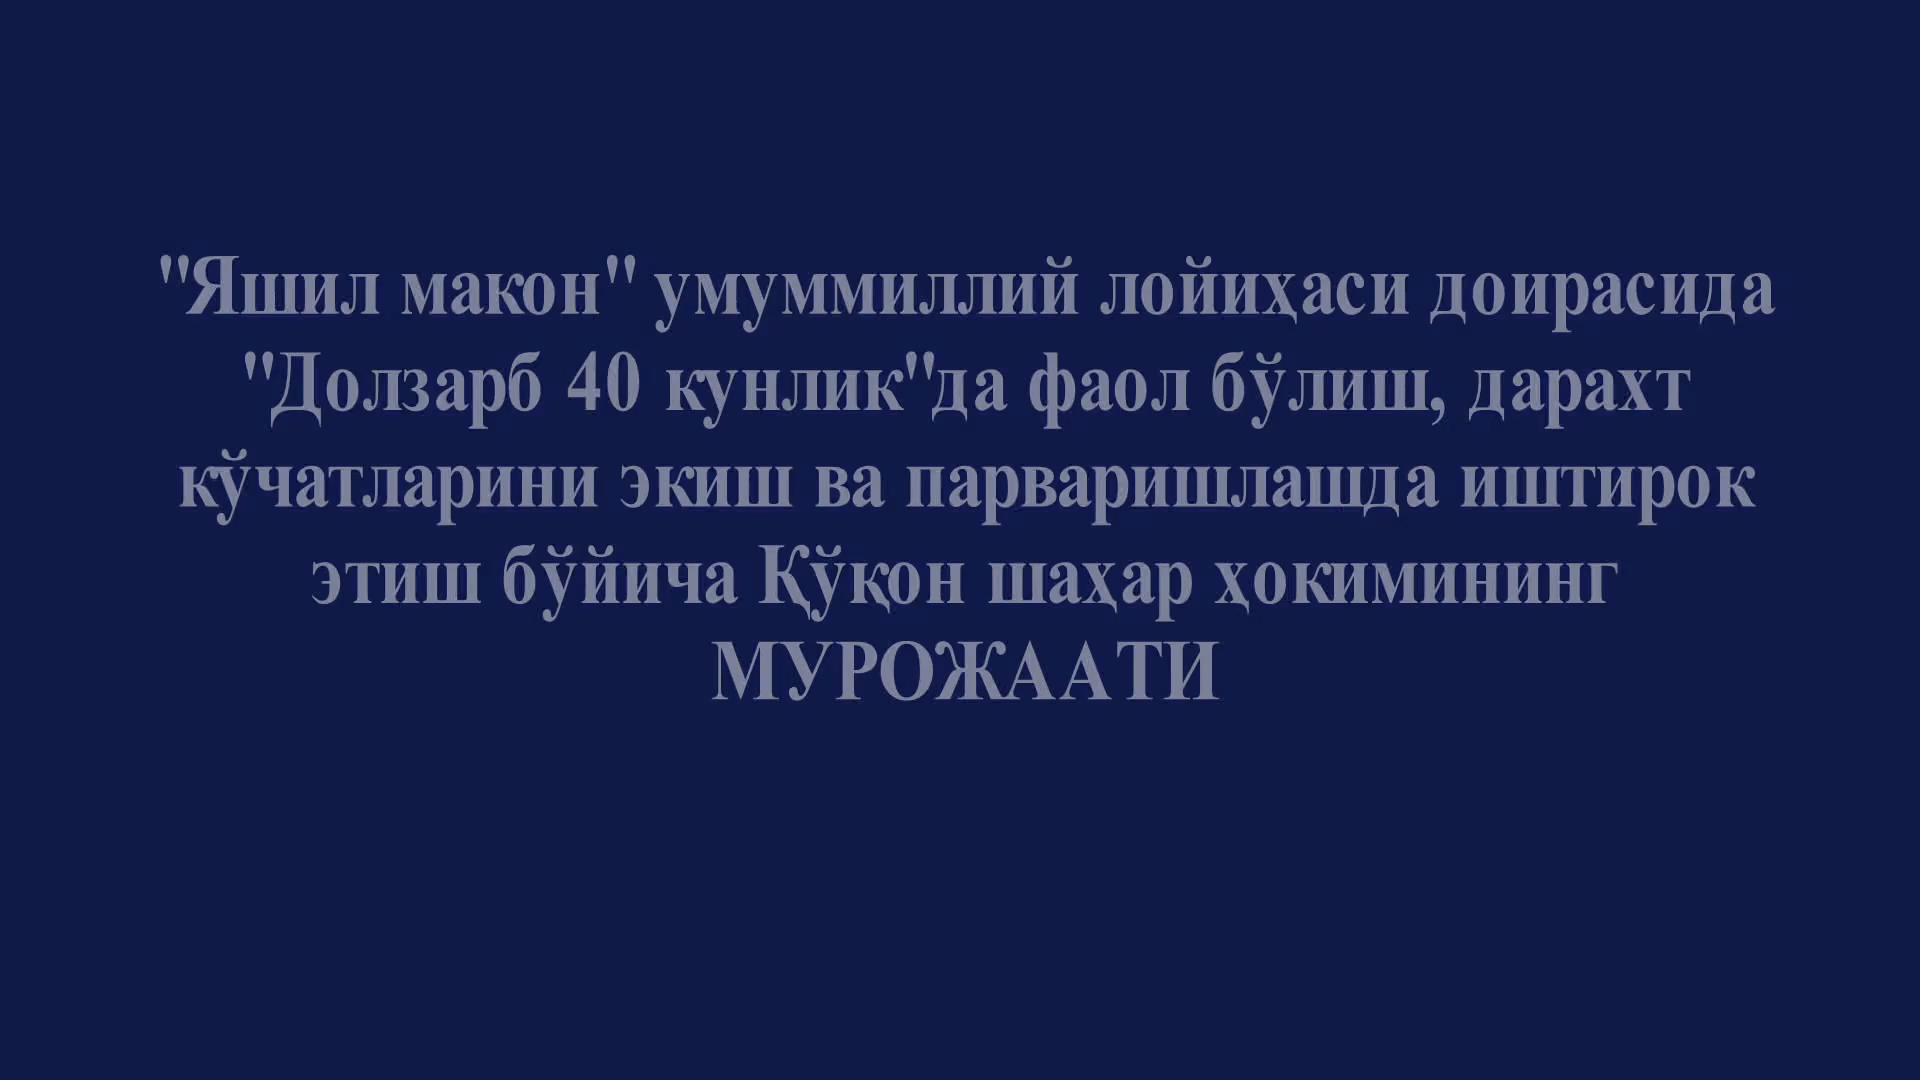 "Яшил макон" умуммиллий лойиҳаси доирасида
"Долзарб 40 кунлик"да фаол бўлиш, дарахт
кўчатларини экиш ва парваришлашда иштирок
этиш бўйича Қўқон шаҳар ҳокимининг
МУРОЖААТИ